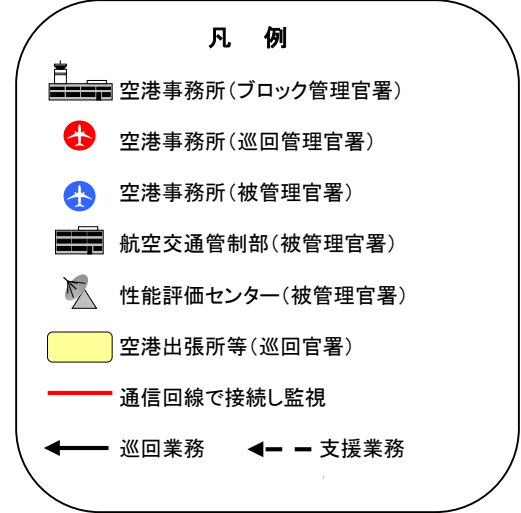 凡 例
空港事務所(ブロック管理官署)
空港事務所(巡回管理官署)
空港事務所(被管理官署)
航空交通管制部(被管理官署)
性能評価センター(被管理官署)
空港出張所等(巡回官署)
通信回線で接続し監視
巡回業務 支援業務